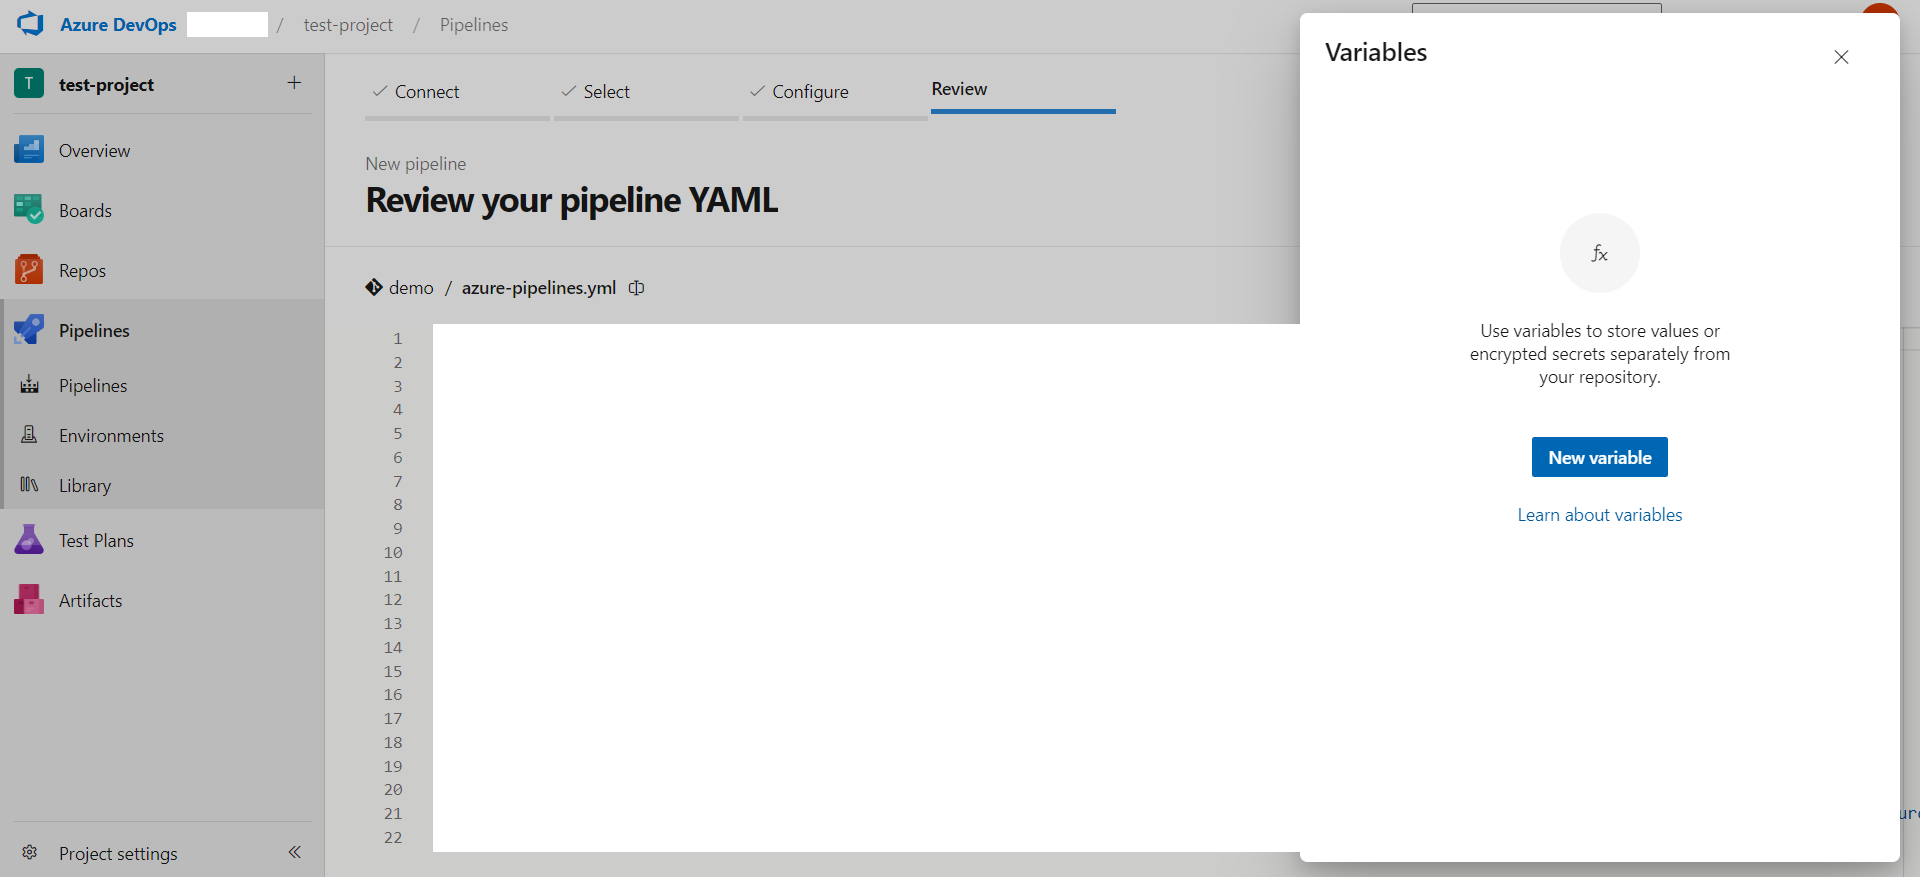 Azure DevOps / test-project / Pipelines
T test-project +
Overview
Boards
Repos
Pipelines
Pipelines
Environments
Library
Test Plans
Artifacts
Project settings
Connect Select Configure Review
New pipeline
Review your pipeline YAML
demo / azure-pipelines.yml
1
2
3
4
5
6
7
8
9
10
11
12
13
14
15
16
17
18
19
20
21
22
Variables
fx
Use variables to store values or
encrypted secrets separately from
your repository.
New variable
Learn about variables